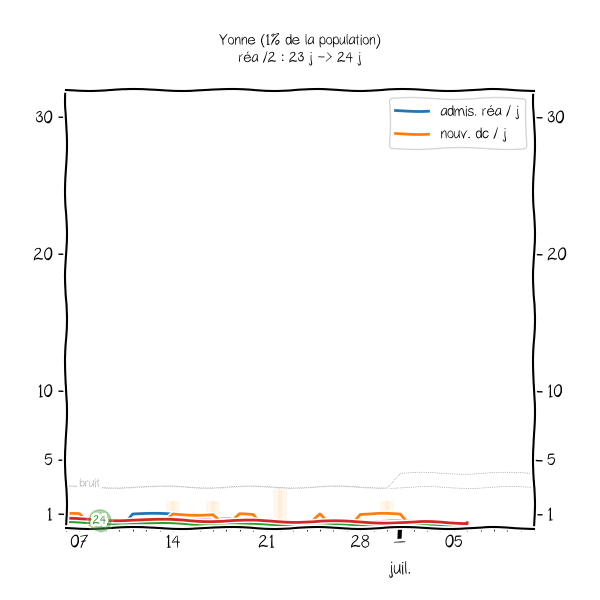 Yonne (1% de la population)
réa /2 : 23 j -> 24 j
admis. réa / j
nouv. dc / j
30
30
20
20
10
10
5
5
bruit
24
1
1
07
14
21
28
1
05
juil.